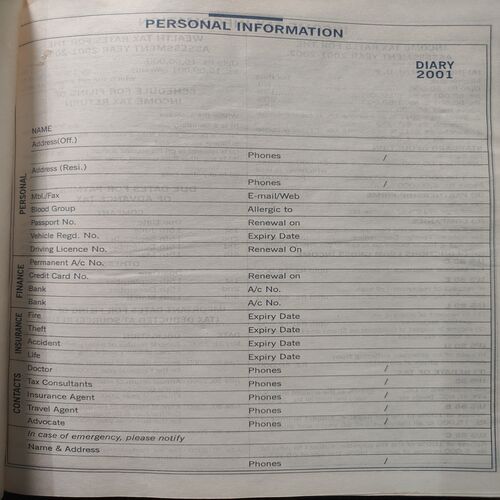 PERSONAL INFORMATION
DIARY
2001
PERSONAL
NAME
Address(Off.)
Phones /
Address (Resi.)
Phones /
Mbl./Fax E-mail/Web
Blood Group Allergic to
Passport No. Renewal on
Vehicle Regd. No. Expiry Date
Driving Licence No. Renewal On
FINANCE
Permanent A/c No.
Credit Card No. Renewal on
Bank A/c No.
Bank A/c No.
INSURANCE
Fire Expiry Date
Theft Expiry Date
Accident Expiry Date
Life Expiry Date
CONTACTS
Doctor Phones /
Tax Consultants Phones /
Insurance Agent Phones /
Travel Agent Phones /
Advocate Phones /
In case of emergency, please notify
Name & Address
Phones /